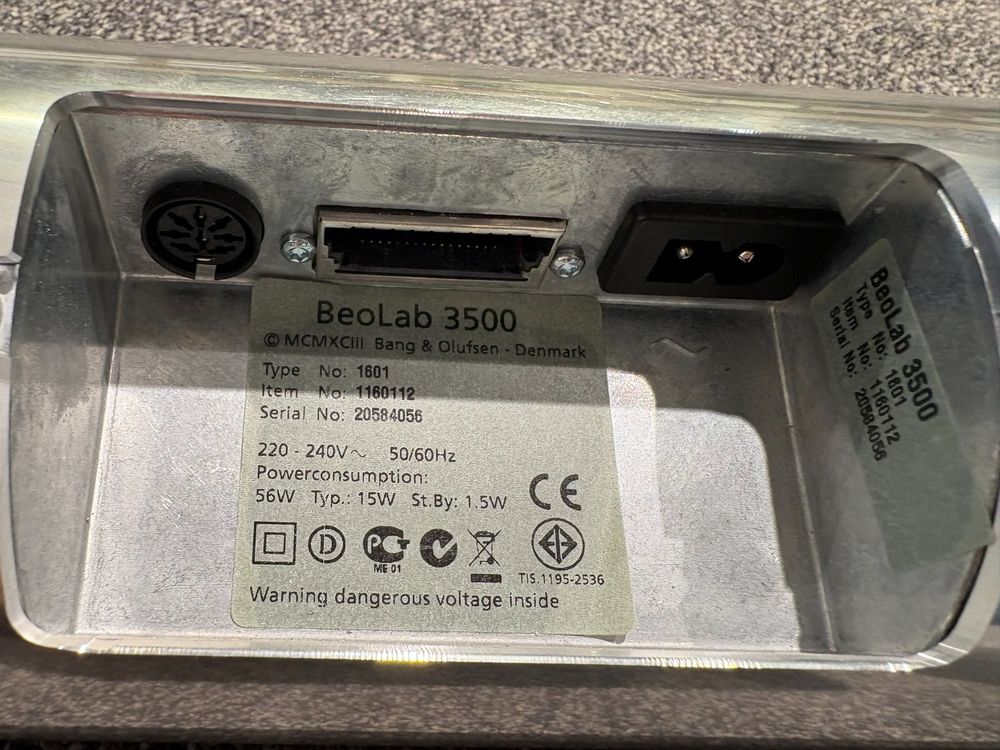 BeoLab 3500
© MCMXCIII Bang & Olufsen - Denmark
Type No: 1601
Item No: 1160112
Serial No: 20584056
220 - 240V~ 50/60Hz
Powerconsumption:
56W Typ.: 15W St.By: 1.5W
CE
D
PCT
ME 01
TIS.1195-2536
Warning dangerous voltage inside
BeoLab 3500
Type No: 1601
Item No: 1160112
Serial No: 20584056